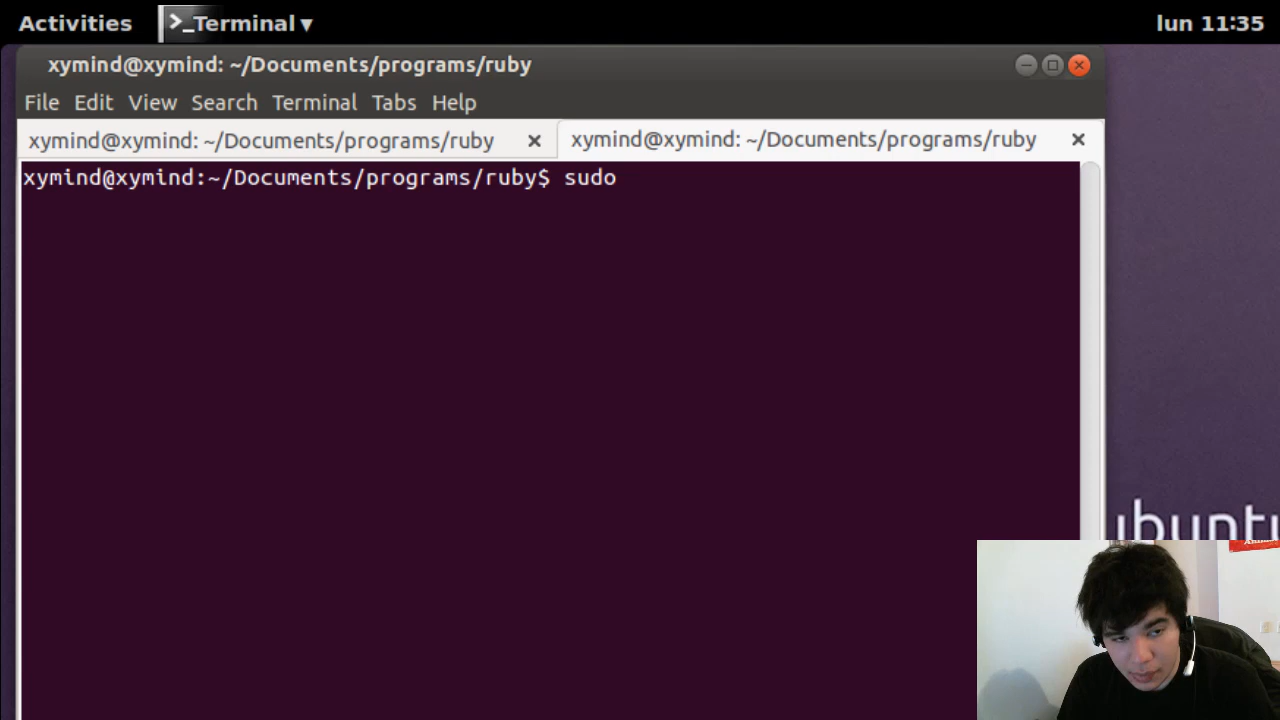 Activities >_Terminal ▾ lun 11:35
xymind@xymind: ~/Documents/programs/ruby
File Edit View Search Terminal Tabs Help
xymind@xymind: ~/Documents/programs/ruby xymind@xymind: ~/Documents/programs/ruby
xymind@xymind:~/Documents/programs/ruby$ sudo